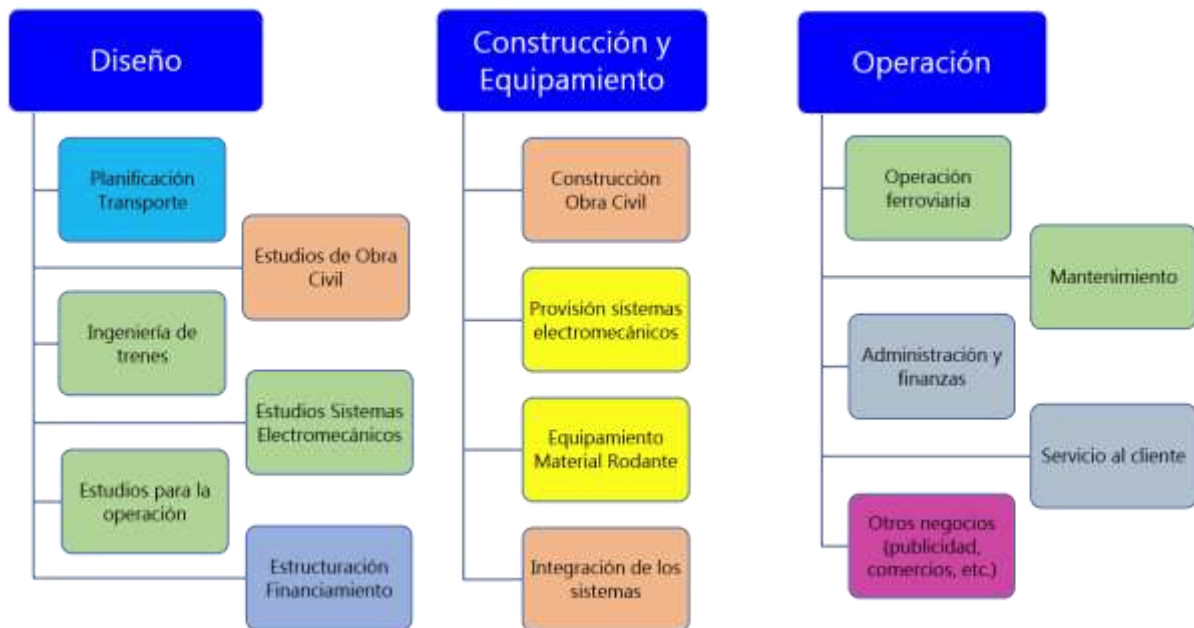 Diseño
Planificación
Transporte
Estudios de Obra
Civil
Ingeniería de
trenes
Estudios Sistemas
Electromecánicos
Estudios para la
operación
Estructuración
Financiamiento
Construcción y
Equipamiento
Construcción
Obra Civil
Provisión sistemas
electromecánicos
Equipamiento
Material Rodante
Integración de los
sistemas
Operación
Operación
ferroviaria
Mantenimiento
Administración y
finanzas
Servicio al cliente
Otros negocios
(publicidad,
comercios, etc.)